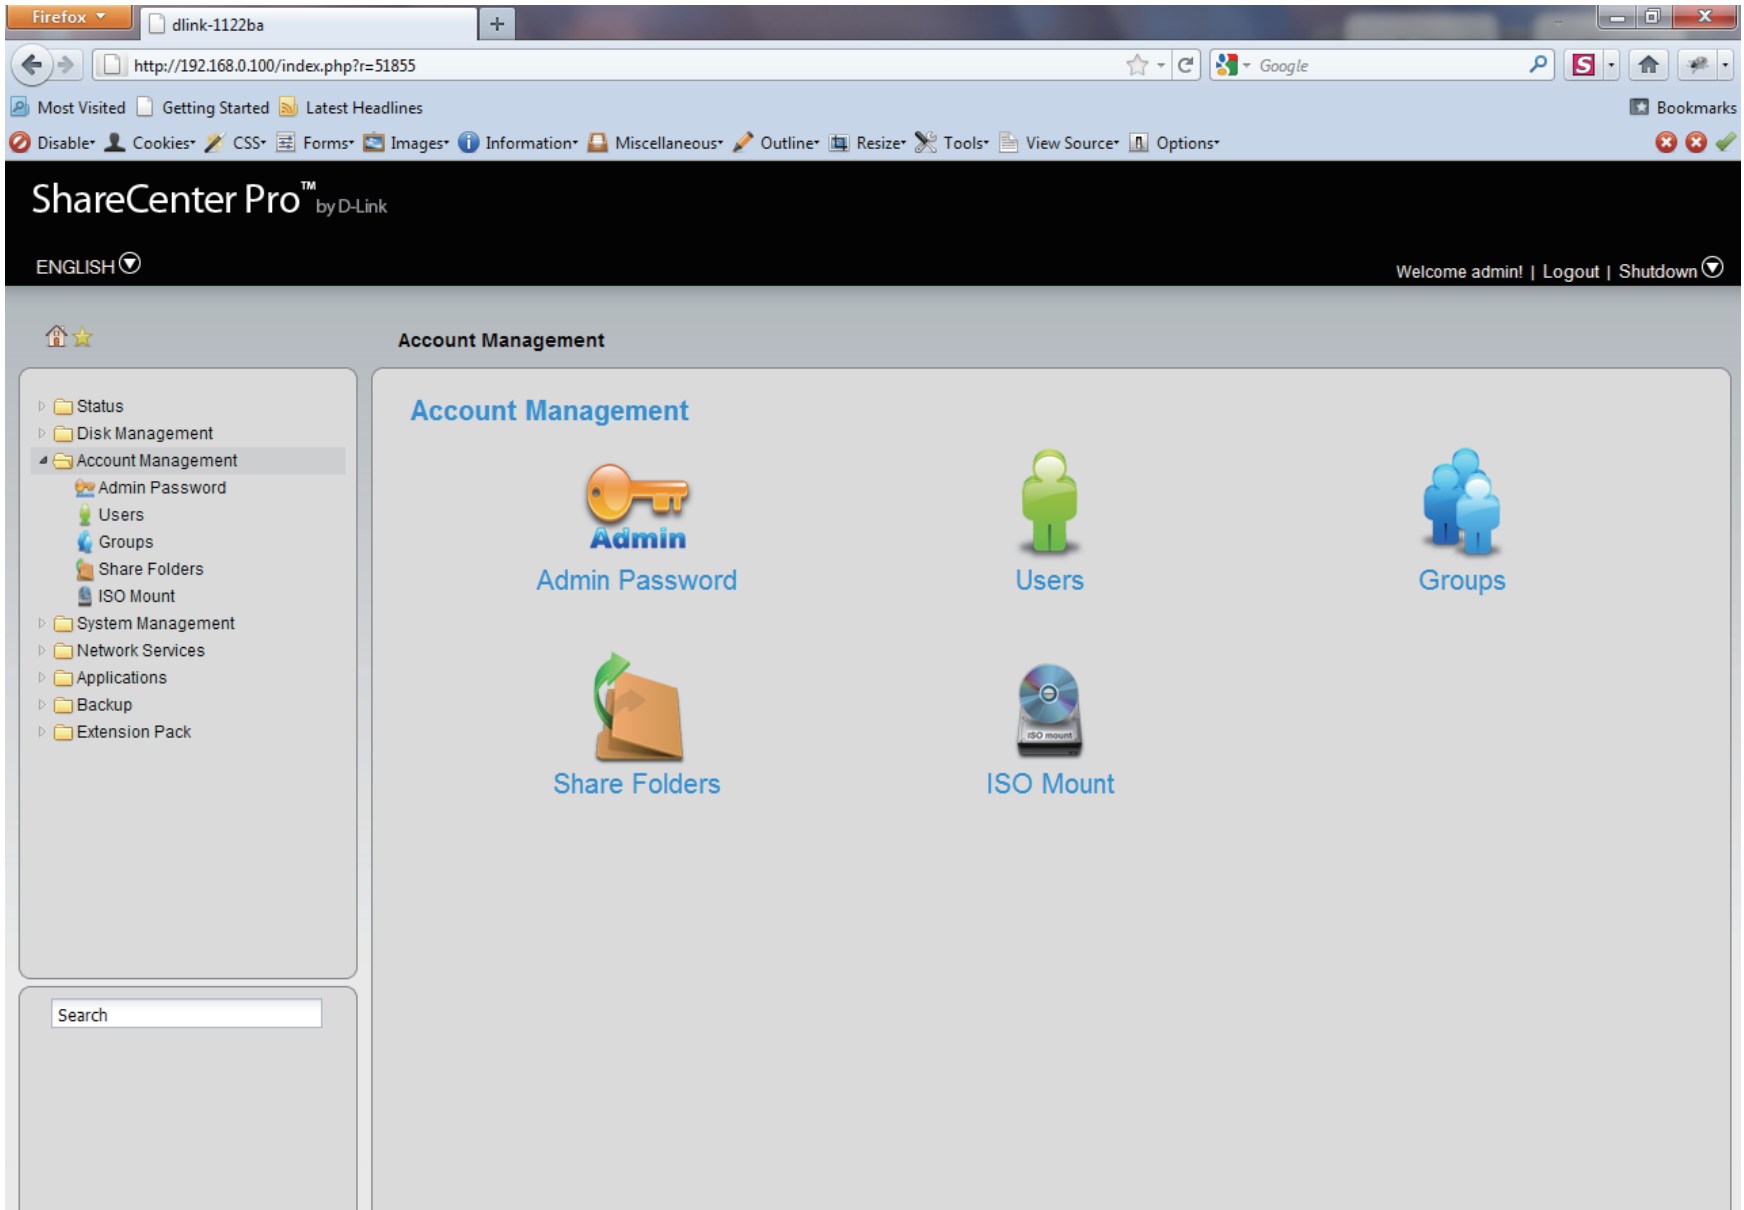 Firefox
dlink-1122ba
http://192.168.0.100/index.php?r=51855
Google
Most Visited Getting Started Latest Headlines Bookmarks
Disable Cookies CSS Forms Images Information Miscellaneous Outline Resize Tools View Source Options
ShareCenter Pro™ by D-Link
ENGLISH
Welcome admin! | Logout | Shutdown
Account Management
Status
Disk Management
Account Management
Admin Password
Users
Groups
Share Folders
ISO Mount
System Management
Network Services
Applications
Backup
Extension Pack
Search
Account Management
Admin
Admin Password
Users
Groups
Share Folders
ISO mount
ISO Mount